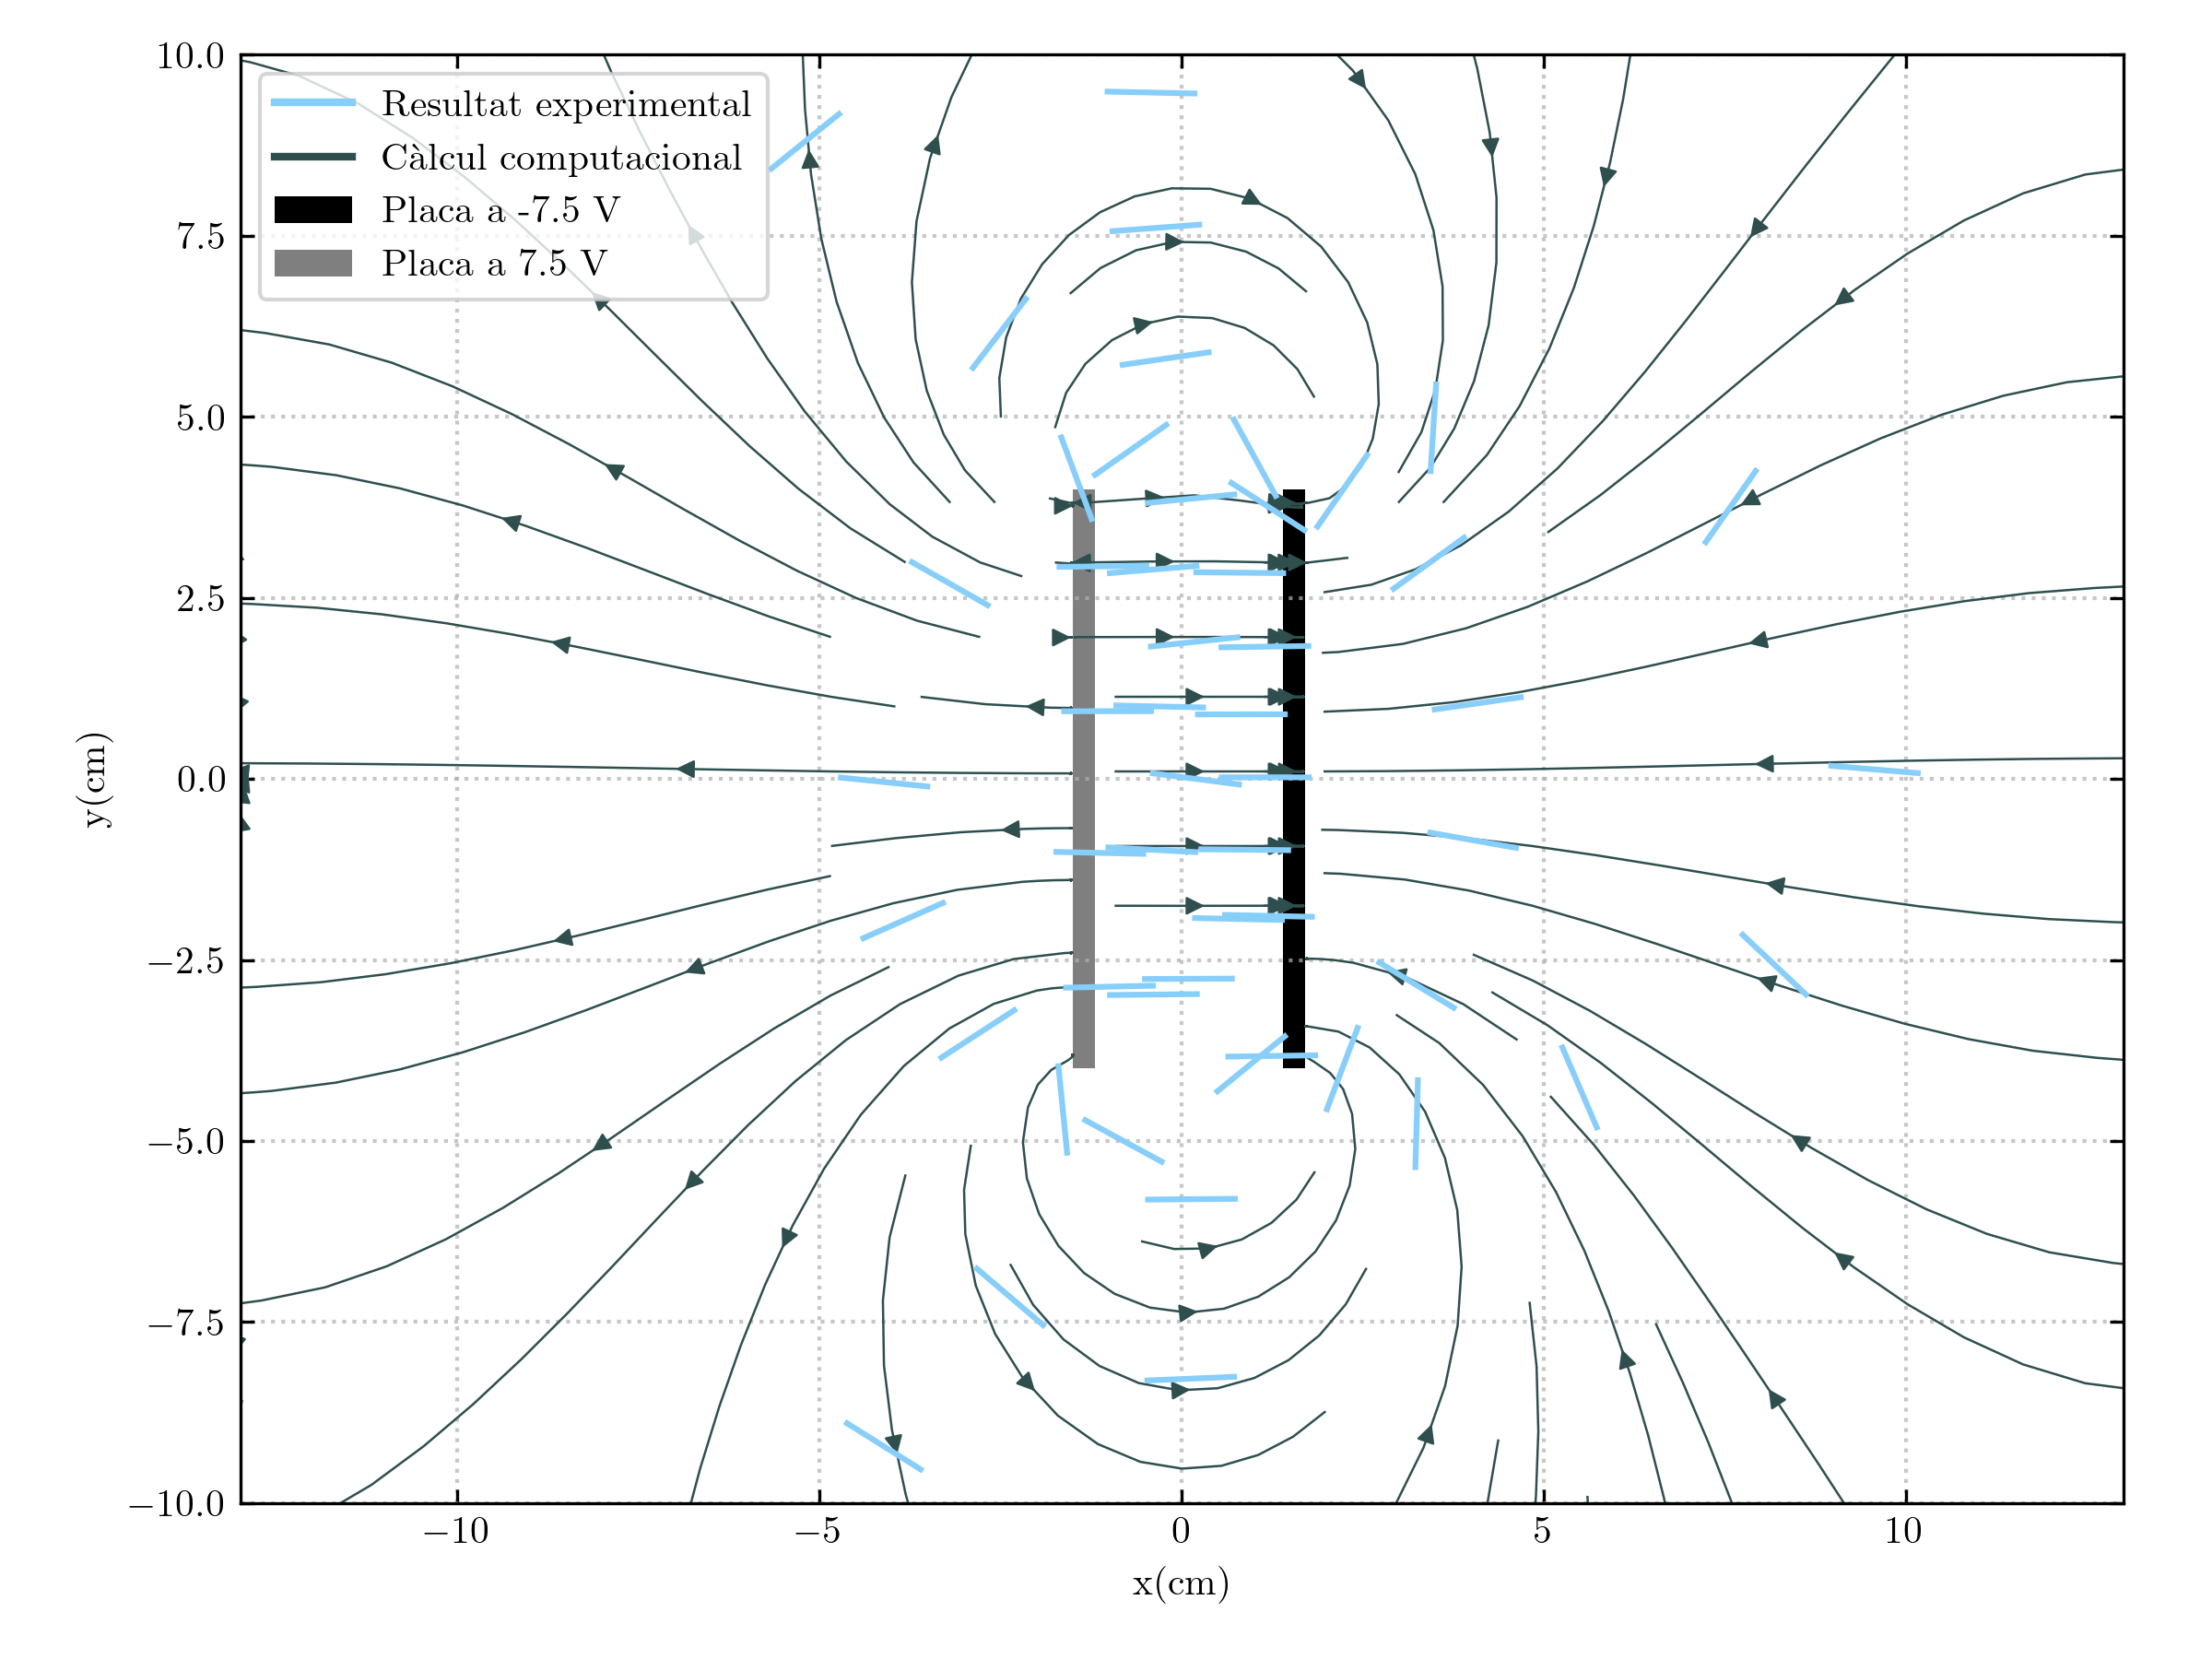 Resultat experimental
Càlcul computacional
Placa a -7.5 V
Placa a 7.5 V
10.0
7.5
5.0
2.5
0.0
−2.5
−5.0
−7.5
−10.0
y(cm)
−10
−5
0
5
10
x(cm)